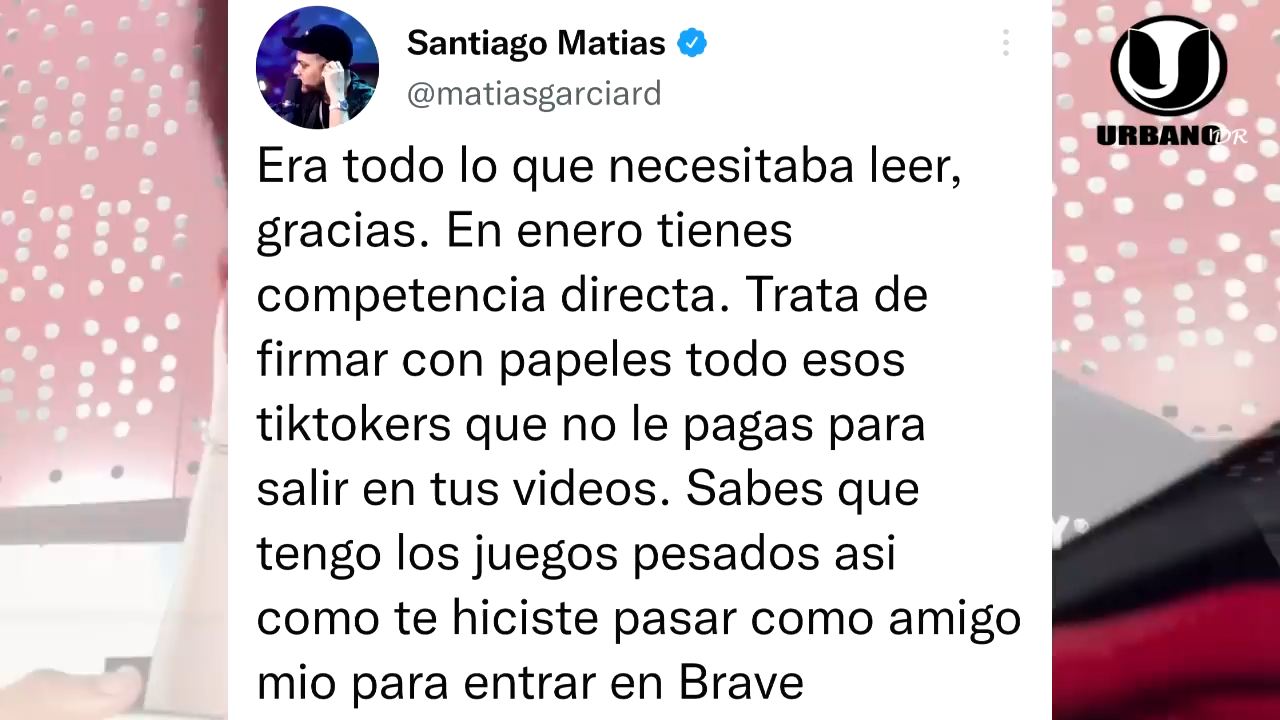 Santiago Matias
@matiasgarciard
Era todo lo que necesitaba leer,
gracias. En enero tienes
competencia directa. Trata de
firmar con papeles todo esos
tiktokers que no le pagas para
salir en tus videos. Sabes que
tengo los juegos pesados asi
como te hiciste pasar como amigo
mio para entrar en Brave
URBANO DR